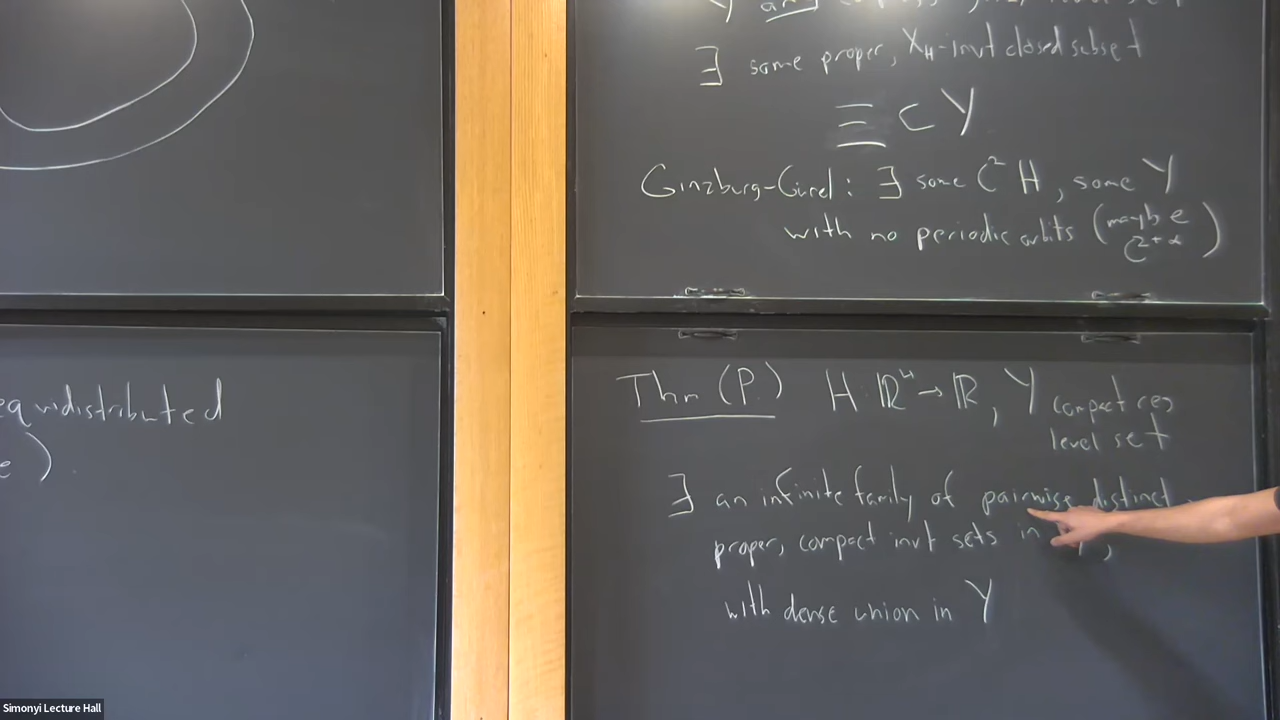 equidistributed
e).
Y any
∃ some proper, X_H-invt closed subset
Ξ ⊂ Y
Ginzburg-Gürel: ∃ some C² H, some Y
with no periodic orbits (maybe
C^{2+α})
Thm (P.) H: ℝ⁴ → ℝ, Y compact reg
level set
∃ an infinite family of pairwise distinct
proper, compact invt sets in Y,
with dense union in Y
Simonyi Lecture Hall